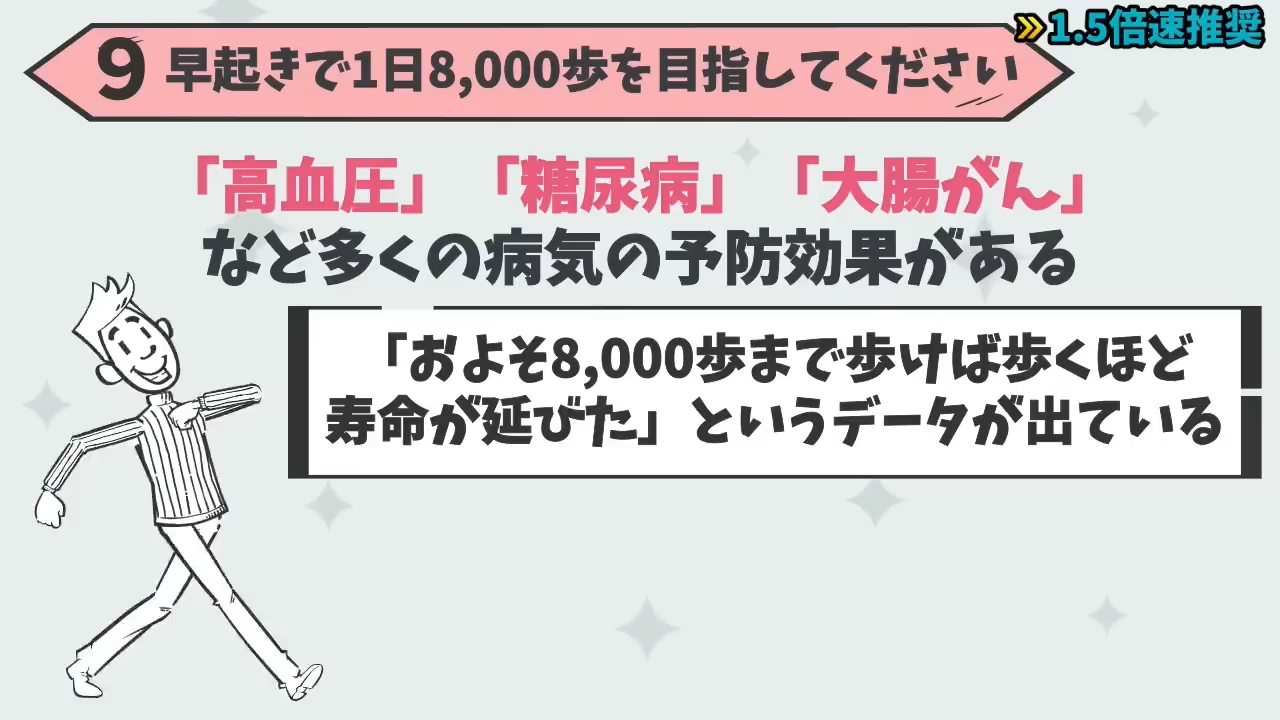 1.5倍速推奨
9 早起きで1日8,000歩を目指してください
「高血圧」「糖尿病」「大腸がん」
など多くの病気の予防効果がある
「およそ8,000歩まで歩けば歩くほど
寿命が延びた」というデータが出ている